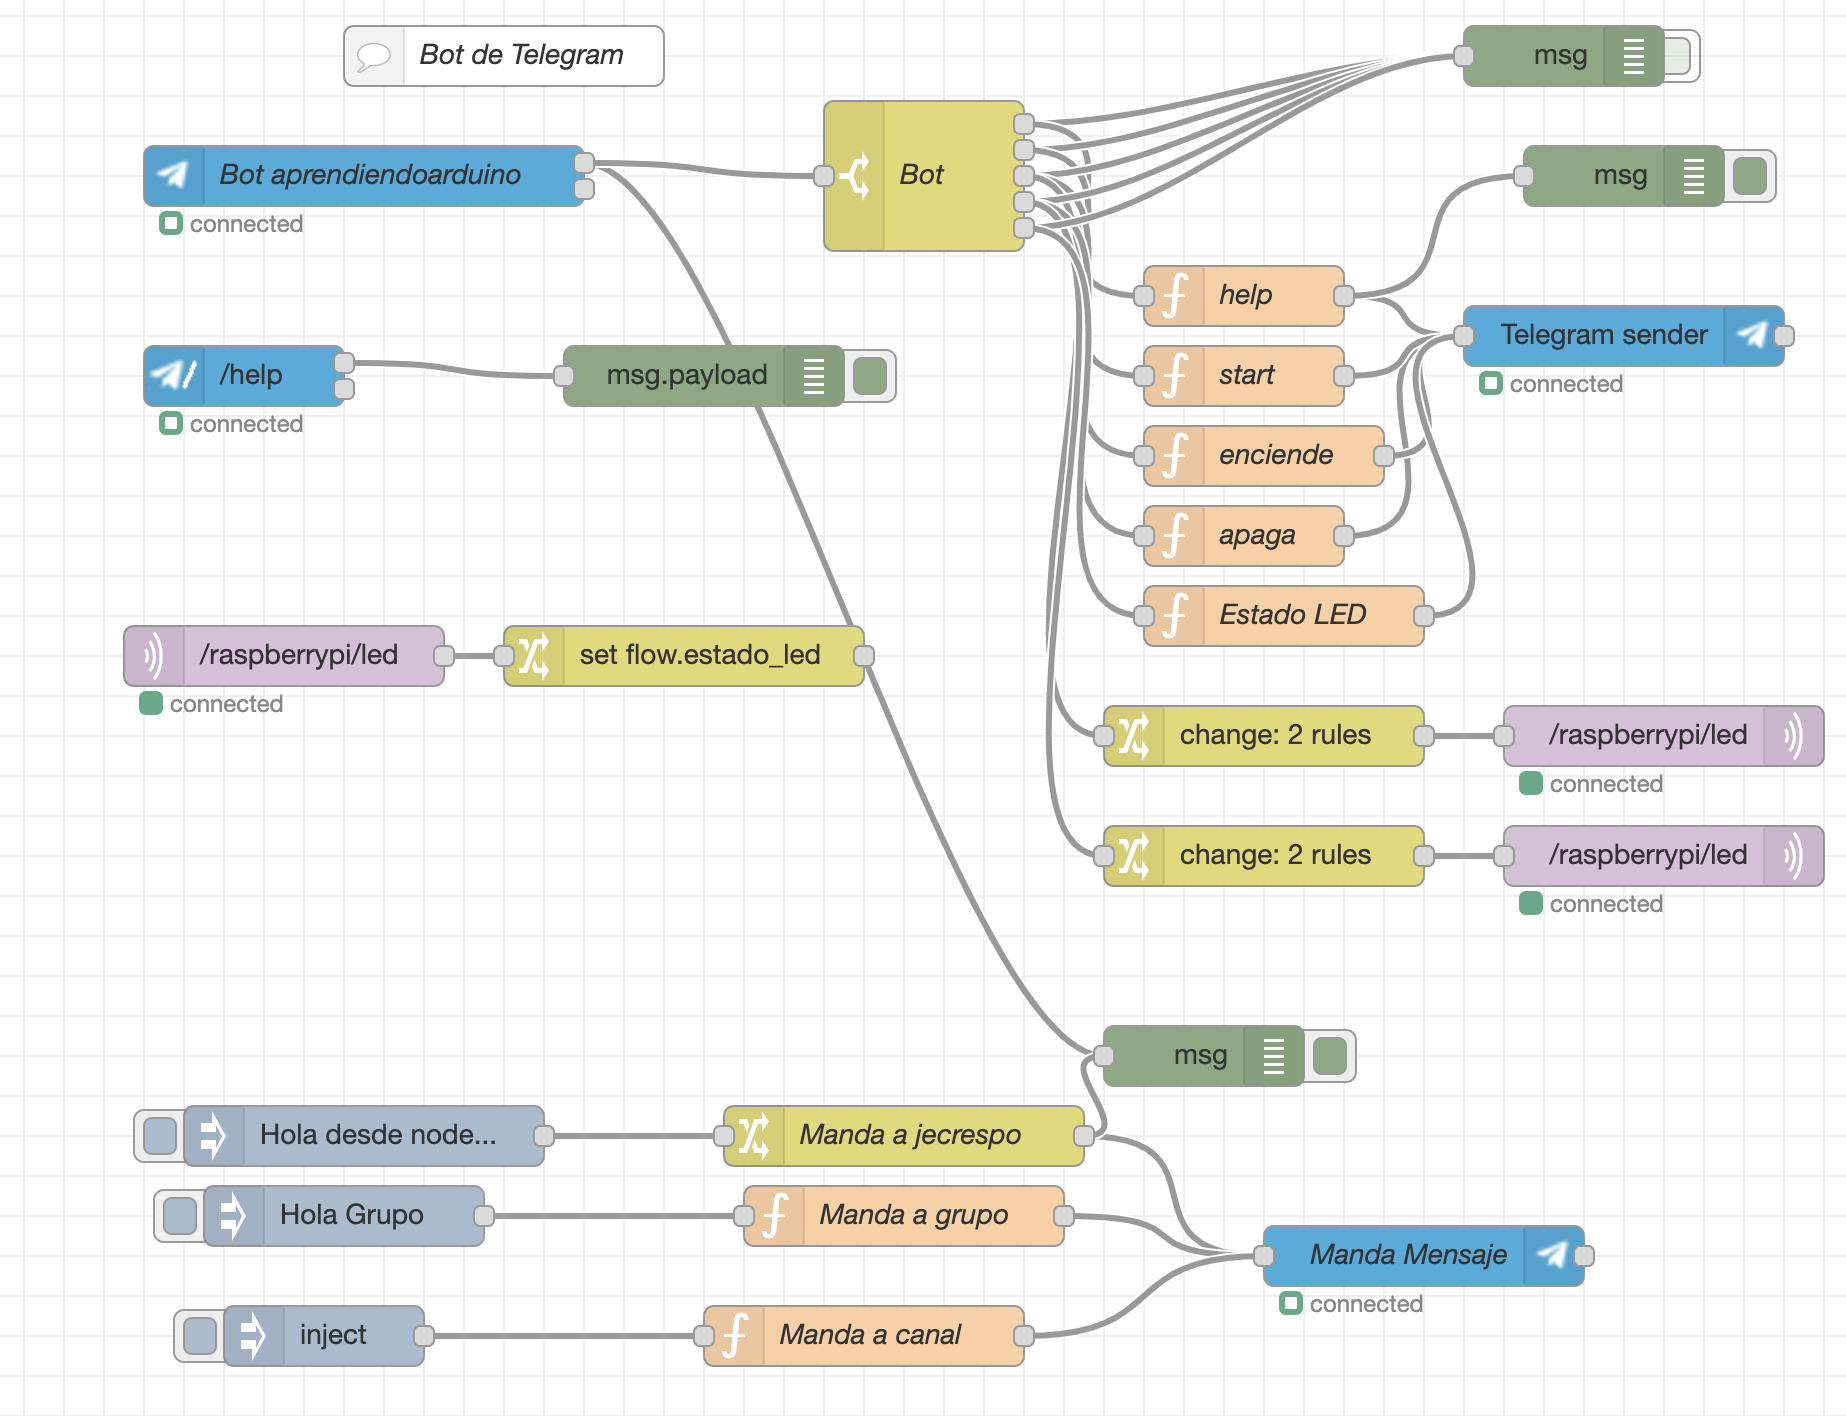 Bot de Telegram
msg
Bot aprendiendoarduino
connected
Bot
msg
help
Telegram sender
connected
/help
connected
msg.payload
start
enciende
apaga
Estado LED
/raspberrypi/led
connected
set flow.estado_led
change: 2 rules
/raspberrypi/led
connected
change: 2 rules
/raspberrypi/led
connected
msg
Hola desde node...
Manda a jecrespo
Hola Grupo
Manda a grupo
Manda Mensaje
connected
inject
Manda a canal